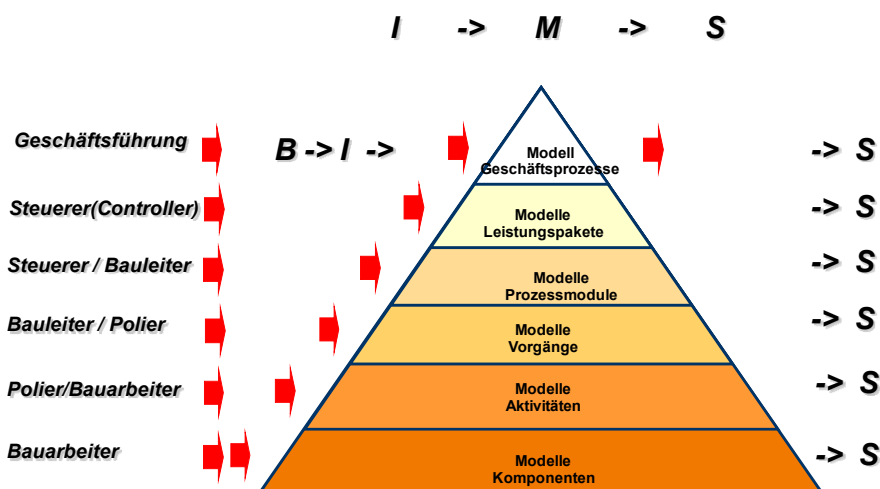 I -> M -> S
Geschäftsführung
B -> I ->
Modell
Geschäftsprozesse
-> S
Steuerer(Controller)
Modelle
Leistungspakete
-> S
Steuerer / Bauleiter
Modelle
Prozessmodule
-> S
Bauleiter / Polier
Modelle
Vorgänge
-> S
Polier/Bauarbeiter
Modelle
Aktivitäten
-> S
Bauarbeiter
Modelle
Komponenten
-> S